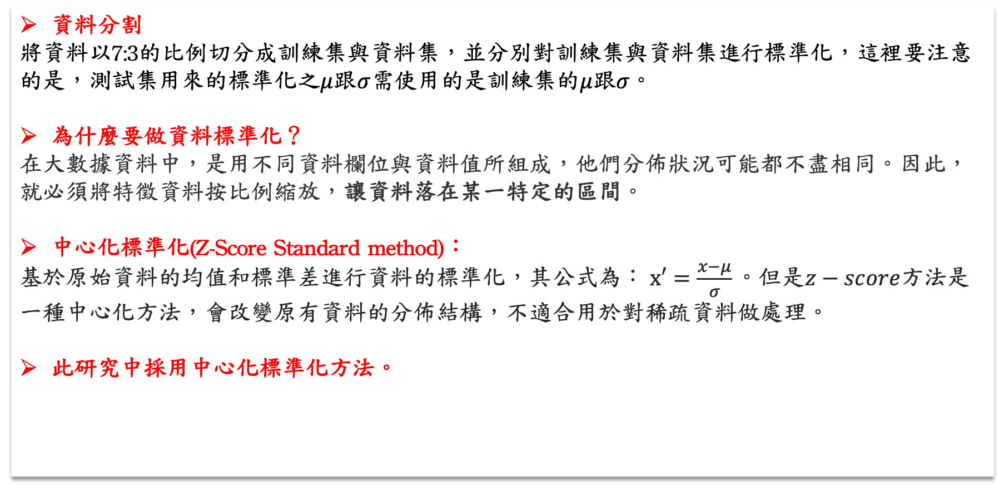 ➢ 資料分割
將資料以7:3的比例切分成訓練集與資料集，並分別對訓練集與資料集進行標準化，這裡要注意
的是，測試集用來的標準化之μ跟σ需使用的是訓練集的μ跟σ。
➢ 為什麼要做資料標準化？
在大數據資料中，是用不同資料欄位與資料值所組成，他們分佈狀況可能都不盡相同。因此，
就必須將特徵資料按比例縮放，讓資料落在某一特定的區間。
➢ 中心化標準化(Z-Score Standard method)：
基於原始資料的均值和標準差進行資料的標準化，其公式為： x′ = \frac{x−μ}{σ} 。但是z − score方法是
一種中心化方法，會改變原有資料的分佈結構，不適合用於對稀疏資料做處理。
➢ 此研究中採用中心化標準化方法。